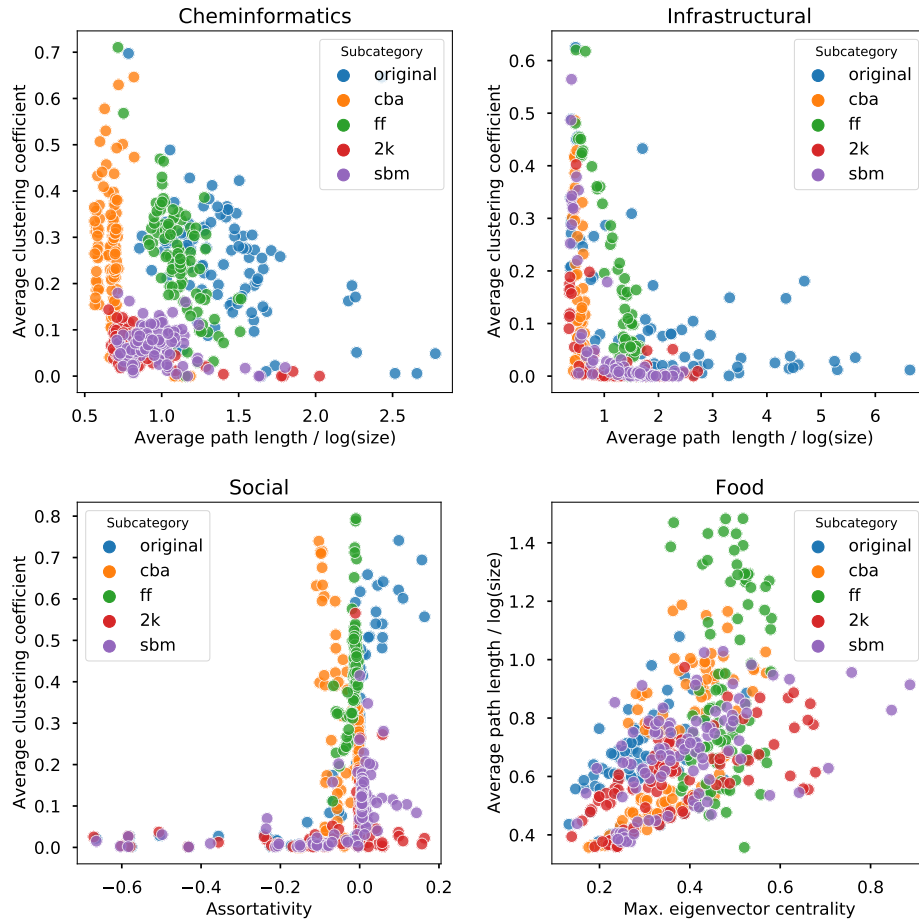 Cheminformatics
Average clustering coefficient
0.7
0.6
0.5
0.4
0.3
0.2
0.1
0.0
Subcategory
original
cba
ff
2k
sbm
0.5 1.0 1.5 2.0 2.5
Average path length / log(size)
Infrastructural
Average clustering coefficient
0.6
0.5
0.4
0.3
0.2
0.1
0.0
Subcategory
original
cba
ff
2k
sbm
1 2 3 4 5 6
Average path length / log(size)
Social
Average clustering coefficient
0.8
0.7
0.6
0.5
0.4
0.3
0.2
0.1
0.0
Subcategory
original
cba
ff
2k
sbm
−0.6 −0.4 −0.2 0.0 0.2
Assortativity
Food
Average path length / log(size)
1.4
1.2
1.0
0.8
0.6
0.4
Subcategory
original
cba
ff
2k
sbm
0.2 0.4 0.6 0.8
Max. eigenvector centrality